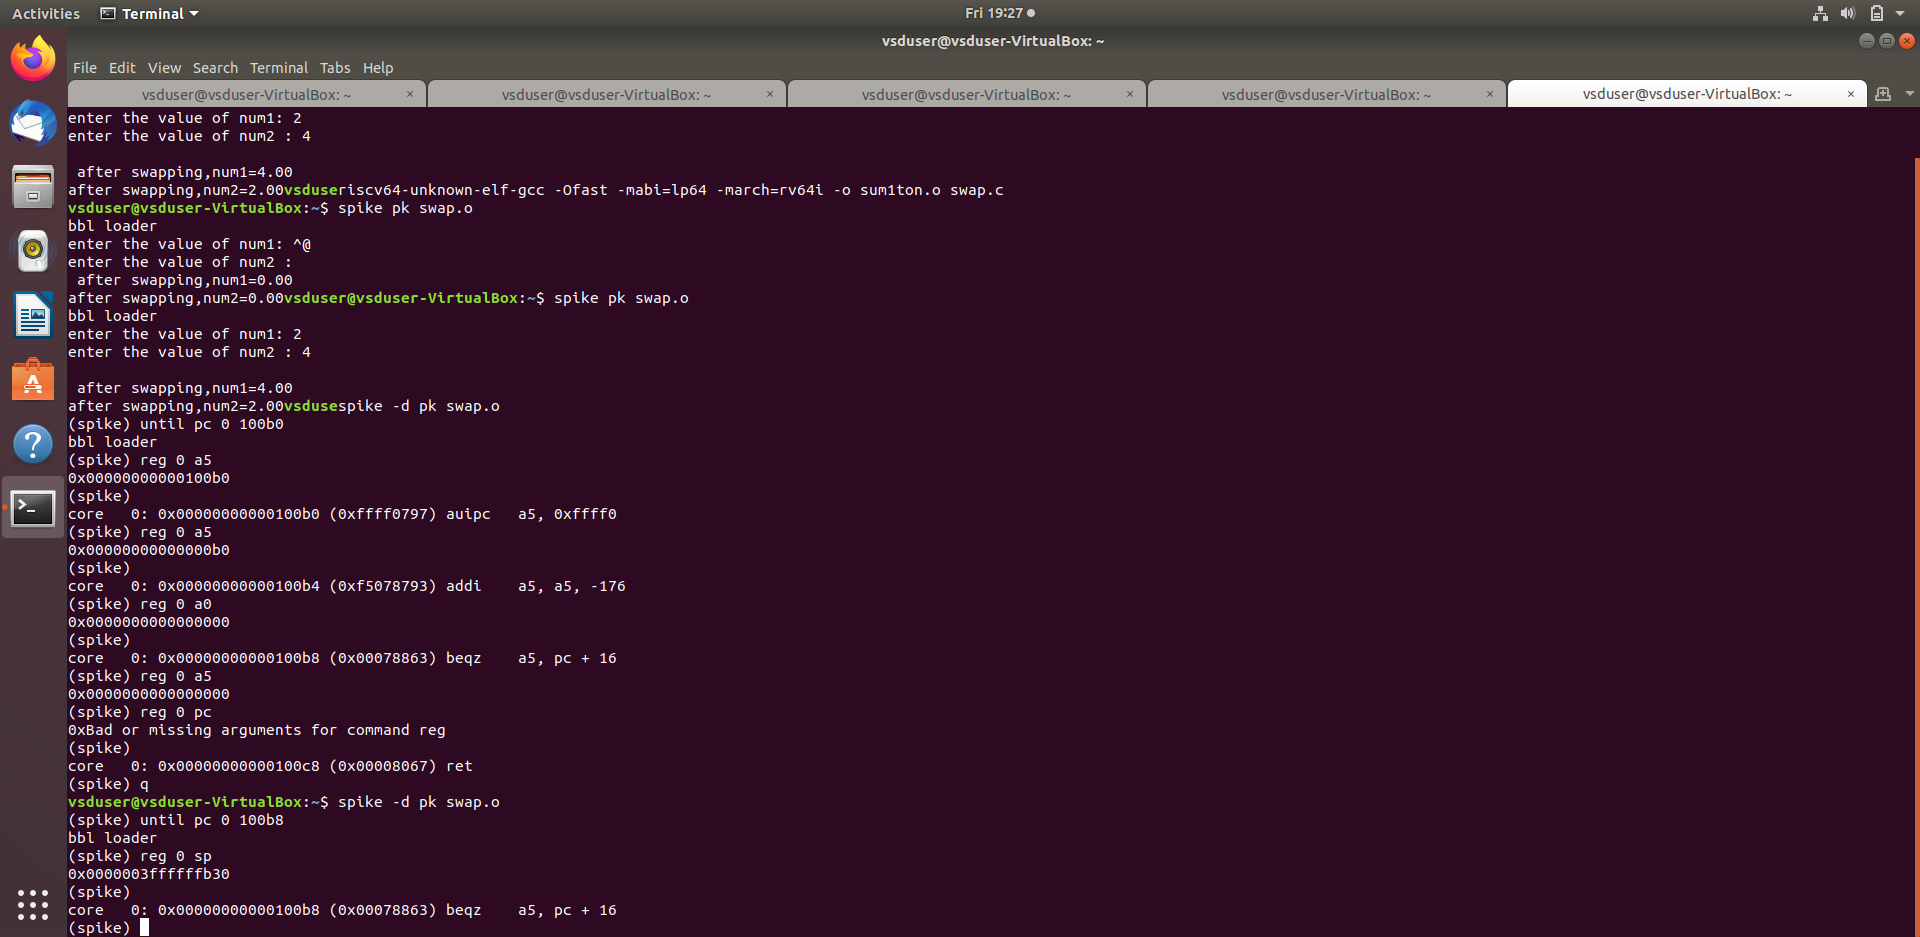 Activities
Terminal
Fri 19:27
vsduser@vsduser-VirtualBox: ~
File Edit View Search Terminal Tabs Help
vsduser@vsduser-VirtualBox: ~ × vsduser@vsduser-VirtualBox: ~ × vsduser@vsduser-VirtualBox: ~ × vsduser@vsduser-VirtualBox: ~ × vsduser@vsduser-VirtualBox: ~ ×
enter the value of num1: 2
enter the value of num2 : 4
after swapping,num1=4.00
after swapping,num2=2.00vsduseriscv64-unknown-elf-gcc -Ofast -mabi=lp64 -march=rv64i -o sum1ton.o swap.c
vsduser@vsduser-VirtualBox:~$ spike pk swap.o
bbl loader
enter the value of num1: ^@
enter the value of num2 :
after swapping,num1=0.00
after swapping,num2=0.00vsduser@vsduser-VirtualBox:~$ spike pk swap.o
bbl loader
enter the value of num1: 2
enter the value of num2 : 4
after swapping,num1=4.00
after swapping,num2=2.00vsdusespike -d pk swap.o
(spike) until pc 0 100b0
bbl loader
(spike) reg 0 a5
0x00000000000100b0
(spike)
core   0: 0x00000000000100b0 (0xffff0797) auipc   a5, 0xffff0
(spike) reg 0 a5
0x00000000000000b0
(spike)
core   0: 0x00000000000100b4 (0xf5078793) addi    a5, a5, -176
(spike) reg 0 a0
0x0000000000000000
(spike)
core   0: 0x00000000000100b8 (0x00078863) beqz    a5, pc + 16
(spike) reg 0 a5
0x0000000000000000
(spike) reg 0 pc
0xBad or missing arguments for command reg
(spike)
core   0: 0x00000000000100c8 (0x00008067) ret
(spike) q
vsduser@vsduser-VirtualBox:~$ spike -d pk swap.o
(spike) until pc 0 100b8
bbl loader
(spike) reg 0 sp
0x0000003ffffffb30
(spike)
core   0: 0x00000000000100b8 (0x00078863) beqz    a5, pc + 16
(spike)